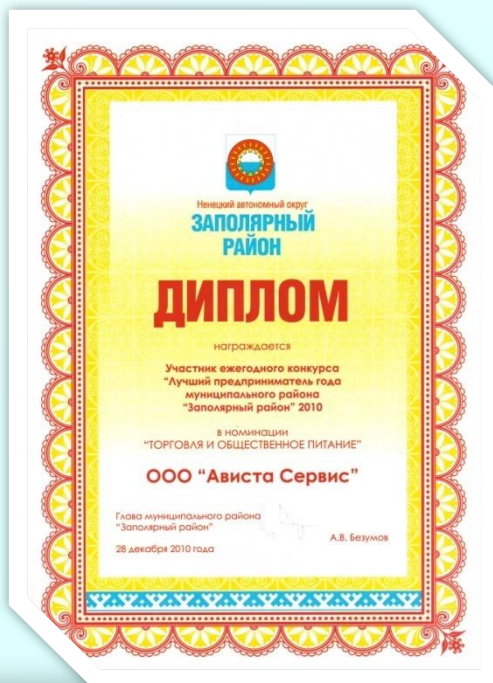 Ненецкий автономный округ
ЗАПОЛЯРНЫЙ
РАЙОН
ДИПЛОМ
награждается
Участник ежегодного конкурса
"Лучший предприниматель года
муниципального района
"Заполярный район" 2010
в номинации
"ТОРГОВЛЯ И ОБЩЕСТВЕННОЕ ПИТАНИЕ"
ООО "Ависта Сервис"
Глава муниципального района
"Заполярный район"
А.В. Безумов
28 декабря 2010 года